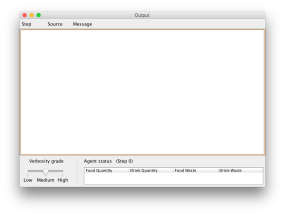 Output
Step Source Message
Verbosity grade Agent status (Step 0)
Food Quantity Drink Quantity Food Waste Drink Waste
Low Medium High